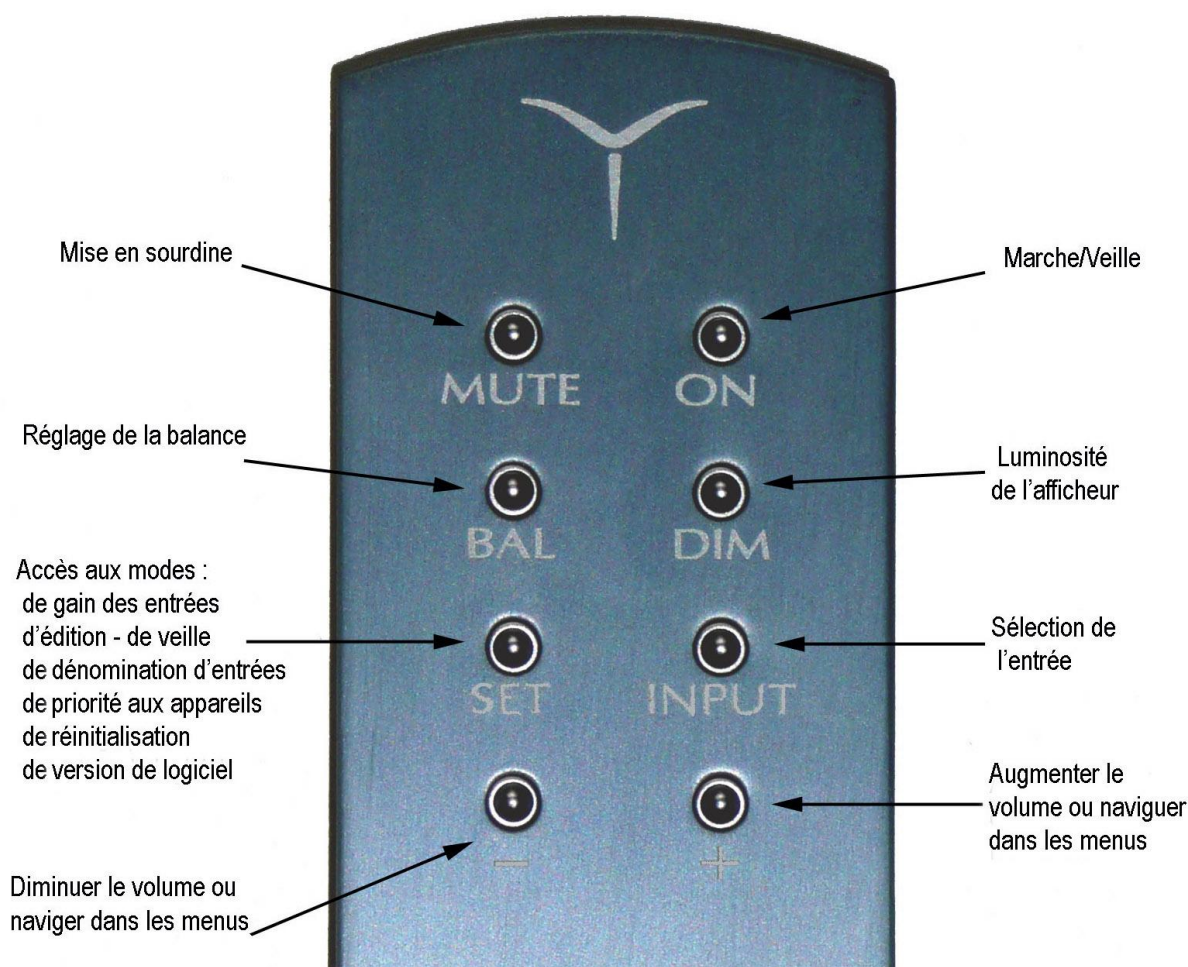 Mise en sourdine
Marche/Veille
MUTE
ON
Réglage de la balance
Luminosité
de l'afficheur
BAL
DIM
Accès aux modes :
de gain des entrées
d'édition - de veille
de dénomination d'entrées
de priorité aux appareils
de réinitialisation
de version de logiciel
Sélection de
l'entrée
SET
INPUT
Augmenter le
volume ou naviguer
dans les menus
-
+
Diminuer le volume ou
naviger dans les menus